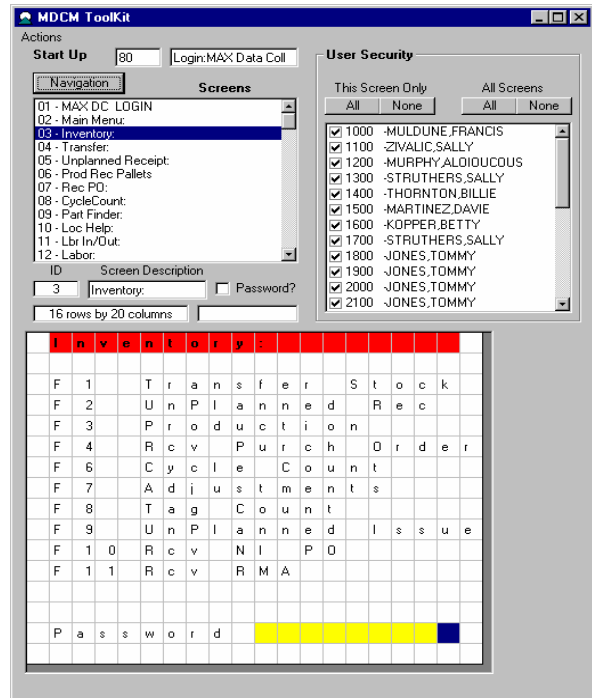 MDCM ToolKit
Actions
Start Up 80 Login:MAX Data Coll
Navigation Screens
01 - MAX DC LOGIN
02 - Main Menu:
03 - Inventory:
04 - Transfer:
05 - Unplanned Receipt:
06 - Prod Rec Pallets
07 - Rec PO:
08 - CycleCount:
09 - Part Finder:
10 - Loc Help:
11 - Lbr In/Out:
12 - Labor:
ID Screen Description
3 Inventory: Password?
16 rows by 20 columns
User Security
This Screen Only All Screens
All None All None
1000 -MULDUNE,FRANCIS
1100 -ZIVALIC,SALLY
1200 -MURPHY,ALOIOUCOUS
1300 -STRUTHERS,SALLY
1400 -THORNTON,BILLIE
1500 -MARTINEZ,DAVIE
1600 -KOPPER,BETTY
1700 -STRUTHERS,SALLY
1800 -JONES,TOMMY
1900 -JONES,TOMMY
2000 -JONES,TOMMY
2100 -JONES,TOMMY
Inventory:
F1 Transfer Stock
F2 UnPlanned Rec
F3 Production
F4 Rcv Purch Order
F6 Cycle Count
F7 Adjustments
F8 Tag Count
F9 UnPlanned Issue
F10 Rcv NI PO
F11 Rcv RMA
Password